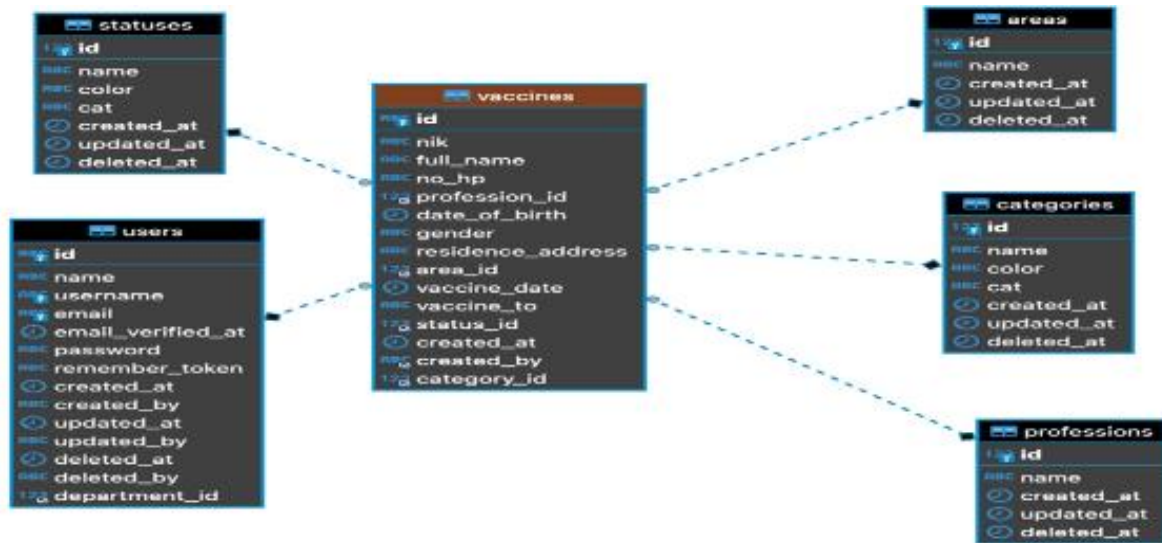 statuses
id
name
color
cat
created_at
updated_at
deleted_at
users
id
name
username
email
email_verified_at
password
remember_token
created_at
created_by
updated_at
updated_by
deleted_at
deleted_by
department_id
vaccines
id
nik
full_name
no_hp
profession_id
date_of_birth
gender
residence_address
area_id
vaccine_date
vaccine_to
status_id
created_at
created_by
category_id
areas
id
name
created_at
updated_at
deleted_at
categories
id
name
color
cat
created_at
updated_at
deleted_at
professions
id
name
created_at
updated_at
deleted_at